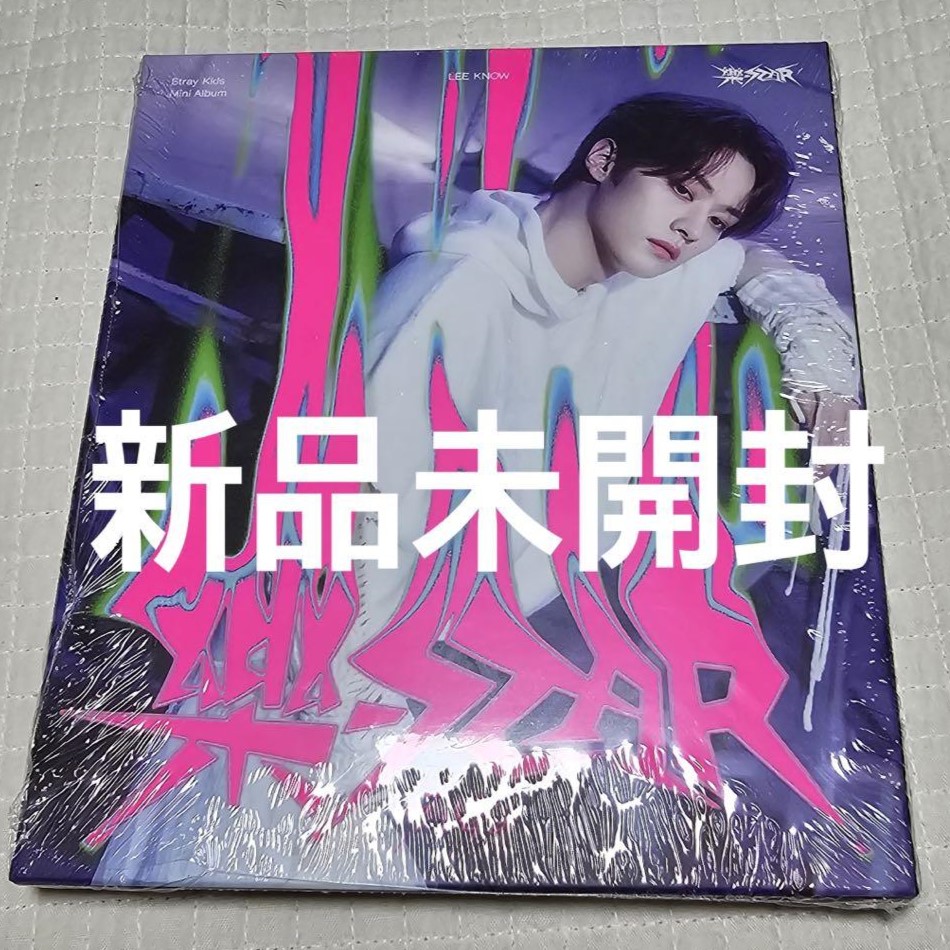 Stray Kids
Mini Album
LEE KNOW
樂-STAR
新品未開封
樂-STAR